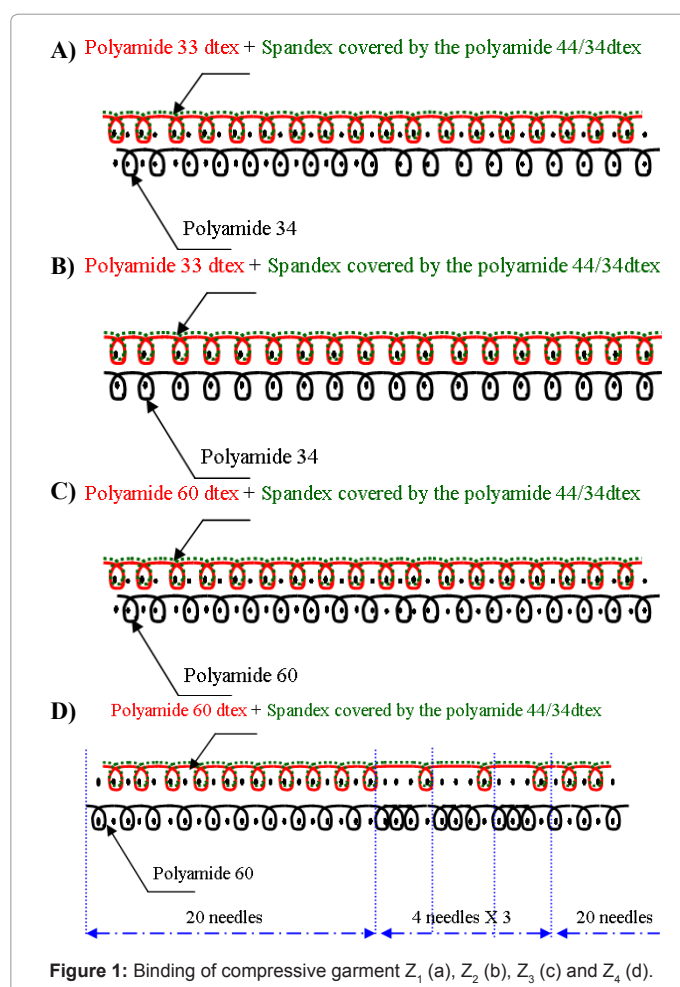 A) Polyamide 33 dtex + Spandex covered by the polyamide 44/34dtex
Polyamide 34
B) Polyamide 33 dtex + Spandex covered by the polyamide 44/34dtex
Polyamide 34
C) Polyamide 60 dtex + Spandex covered by the polyamide 44/34dtex
Polyamide 60
D) Polyamide 60 dtex + Spandex covered by the polyamide 44/34dtex
Polyamide 60
20 needles 4 needles X 3 20 needles
Figure 1: Binding of compressive garment Z₁ (a), Z₂ (b), Z₃ (c) and Z₄ (d).